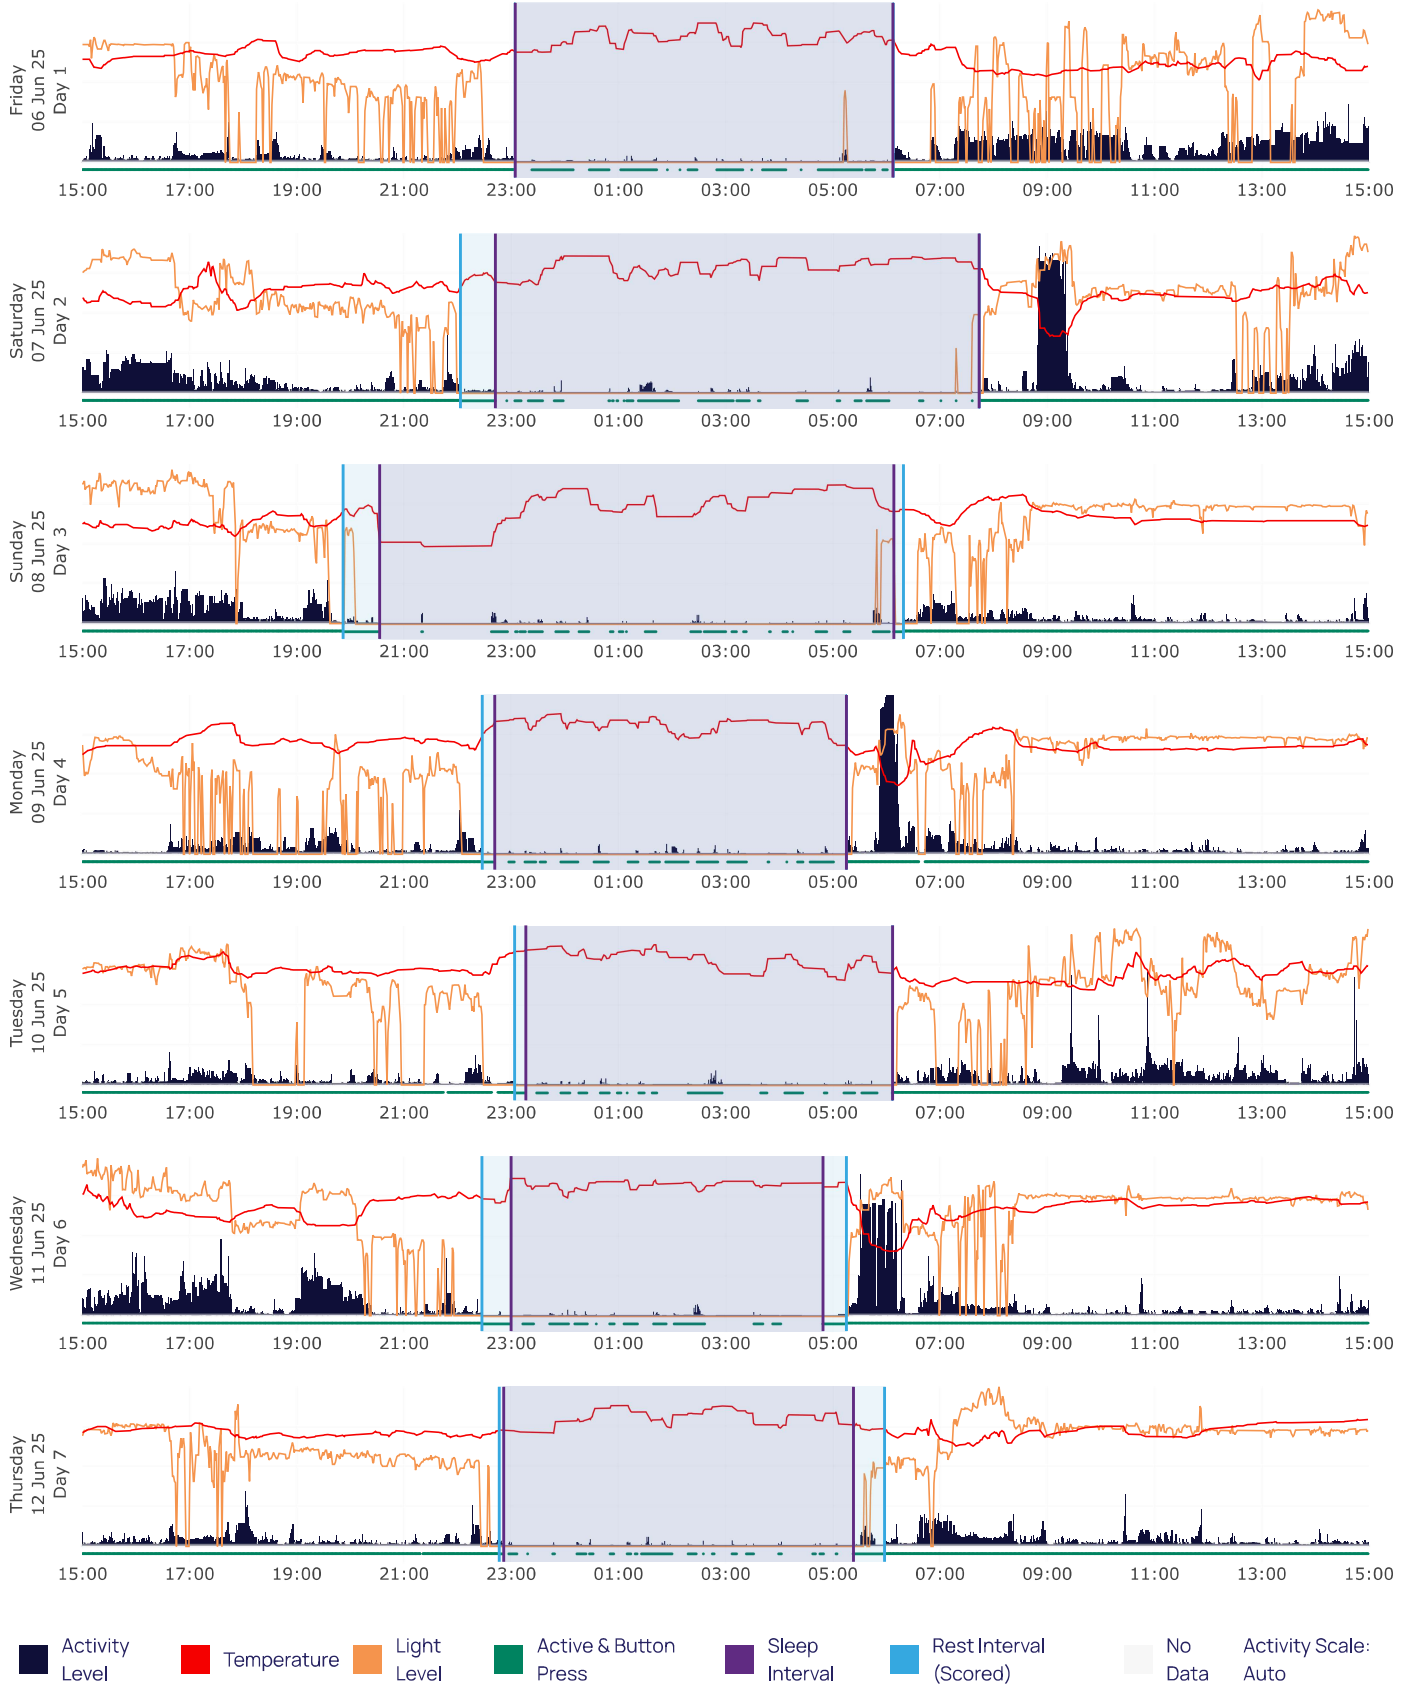 Friday
06 Jun 25
Day 1
15:00 17:00 19:00 21:00 23:00 01:00 03:00 05:00 07:00 09:00 11:00 13:00 15:00
Saturday
07 Jun 25
Day 2
15:00 17:00 19:00 21:00 23:00 01:00 03:00 05:00 07:00 09:00 11:00 13:00 15:00
Sunday
08 Jun 25
Day 3
15:00 17:00 19:00 21:00 23:00 01:00 03:00 05:00 07:00 09:00 11:00 13:00 15:00
Monday
09 Jun 25
Day 4
15:00 17:00 19:00 21:00 23:00 01:00 03:00 05:00 07:00 09:00 11:00 13:00 15:00
Tuesday
10 Jun 25
Day 5
15:00 17:00 19:00 21:00 23:00 01:00 03:00 05:00 07:00 09:00 11:00 13:00 15:00
Wednesday
11 Jun 25
Day 6
15:00 17:00 19:00 21:00 23:00 01:00 03:00 05:00 07:00 09:00 11:00 13:00 15:00
Thursday
12 Jun 25
Day 7
15:00 17:00 19:00 21:00 23:00 01:00 03:00 05:00 07:00 09:00 11:00 13:00 15:00
Activity
Level
Temperature
Light
Level
Active & Button
Press
Sleep
Interval
Rest Interval
(Scored)
No
Data
Activity Scale:
Auto